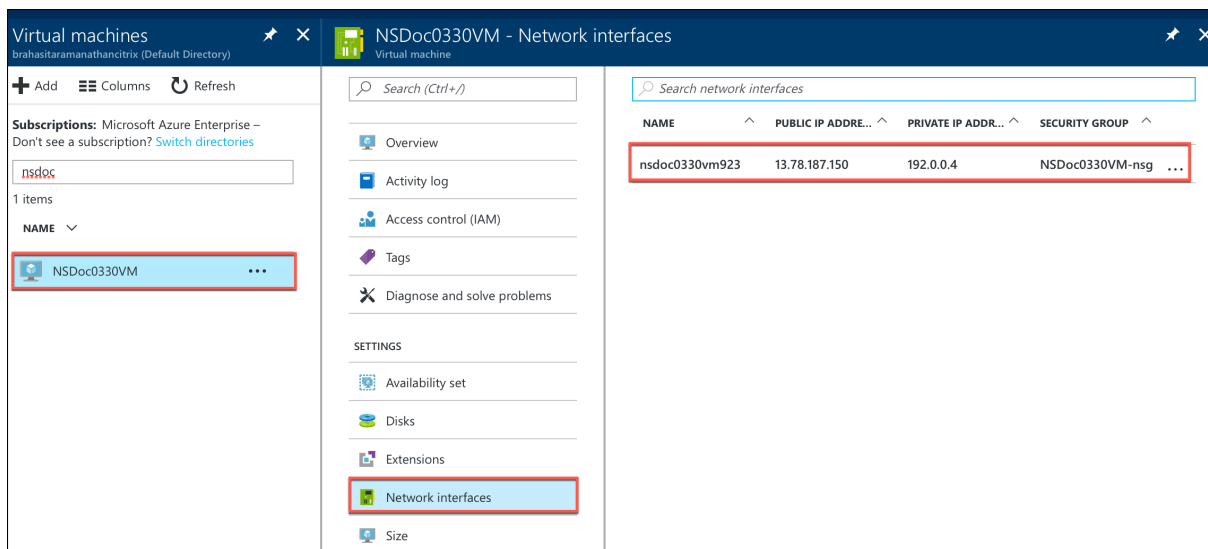 Virtual machines
brahasitaramanathancitrix (Default Directory)
Add Columns Refresh
Subscriptions: Microsoft Azure Enterprise –
Don't see a subscription? Switch directories
nsdoc
1 items
NAME
NSDoc0330VM
NSDoc0330VM - Network interfaces
Virtual machine
Search (Ctrl+/)
Overview
Activity log
Access control (IAM)
Tags
Diagnose and solve problems
SETTINGS
Availability set
Disks
Extensions
Network interfaces
Size
Search network interfaces
NAME PUBLIC IP ADDRE... PRIVATE IP ADDR... SECURITY GROUP
nsdoc0330vm923 13.78.187.150 192.0.0.4 NSDoc0330VM-nsg ...